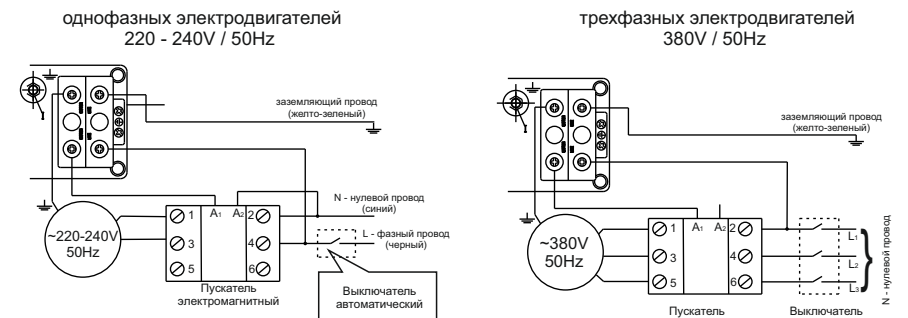 однофазных электродвигателей
220 - 240V / 50Hz
заземляющий провод
(желто-зеленый)
N - нулевой провод
(синий)
L - фазный провод
(черный)
~220-240V
50Hz
1
A1
A2
2
3
4
5
6
Пускатель
электромагнитный
Выключатель
автоматический
трехфазных электродвигателей
380V / 50Hz
заземляющий провод
(желто-зеленый)
~380V
50Hz
1
A1
A2
2
3
4
5
6
L1
L2
L3
N - нулевой провод
Пускатель
Выключатель